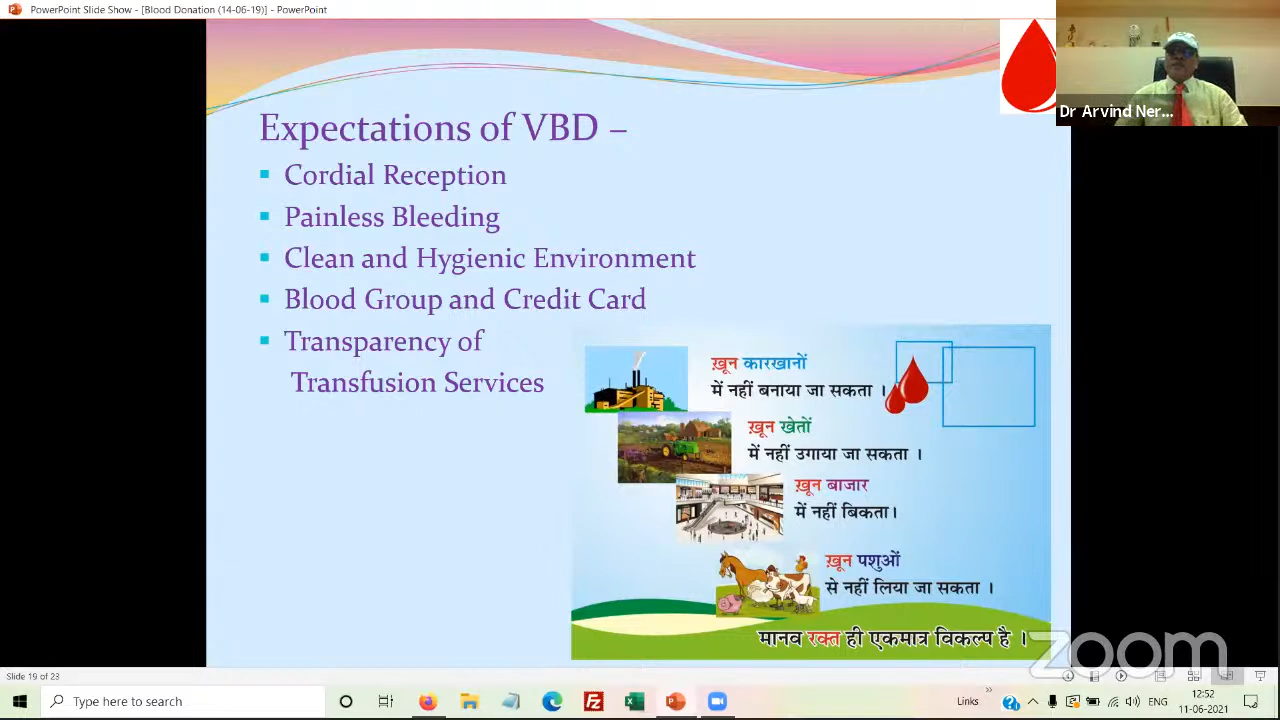 PowerPoint Slide Show - [Blood Donation (14-06-19)] - PowerPoint
Dr Arvind Ner...
Expectations of VBD –
Cordial Reception
Painless Bleeding
Clean and Hygienic Environment
Blood Group and Credit Card
Transparency of
Transfusion Services
ख़ून कारखानों
में नहीं बनाया जा सकता ।
ख़ून खेतों
में नहीं उगाया जा सकता ।
ख़ून बाजार
में नहीं बिकता।
ख़ून पशुओं
से नहीं लिया जा सकता ।
मानव रक्त ही एकमात्र विकल्प है ।
zoom
Slide 19 of 23
Type here to search
Links
ENG
12:52
11-06-2021